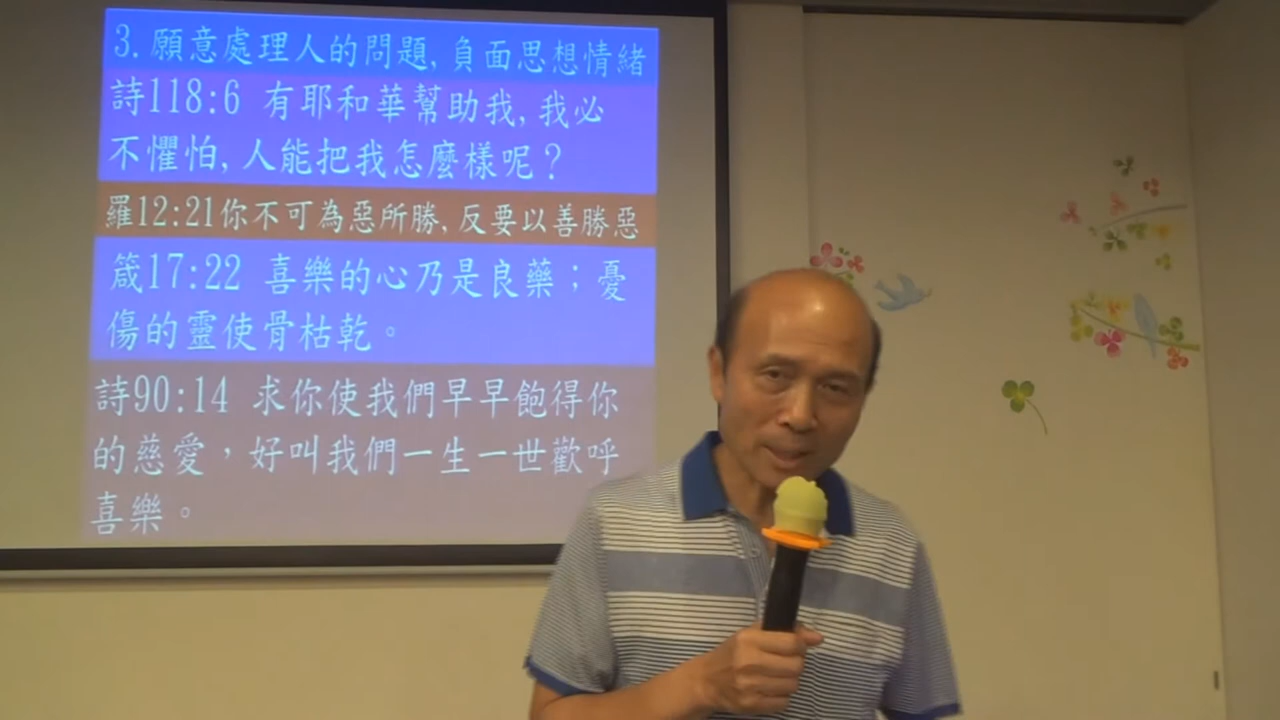 3.願意處理人的問題,負面思想情緒
詩118:6 有耶和華幫助我,我必
不懼怕,人能把我怎麼樣呢？
羅12:21你不可為惡所勝,反要以善勝惡
箴17:22 喜樂的心乃是良藥；憂
傷的靈使骨枯乾。
詩90:14 求你使我們早早飽得你
的慈愛，好叫我們一生一世歡呼
喜樂。